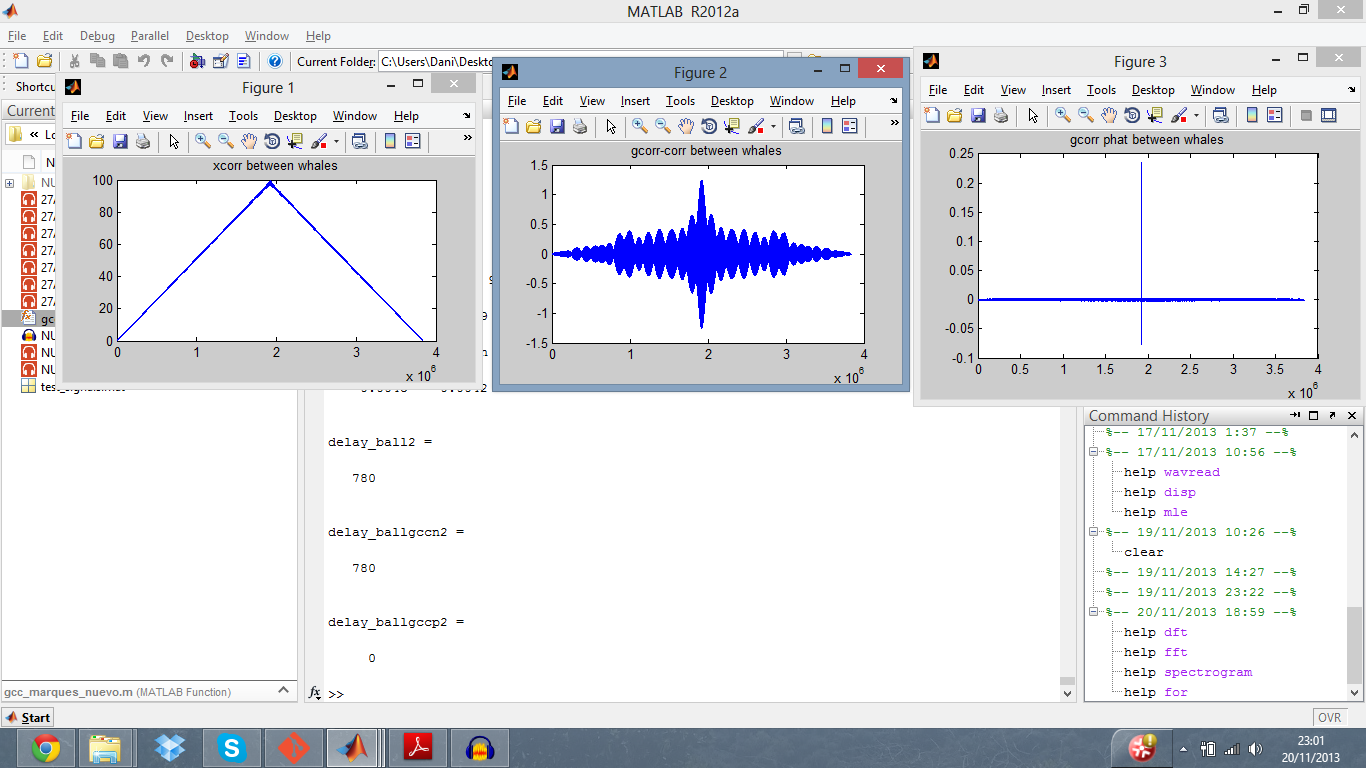 MATLAB R2012a
File Edit Debug Parallel Desktop Window Help
Current Folder: C:\Users\Dani\Deskto
Shortcu
Current
« Lo
N
NU
27/
27/
27/
27/
27/
27/
27/
gc
NU
NU
NU
Figure 1
File Edit View Insert Tools Desktop Window Help
xcorr between whales
100
80
60
40
20
0
0 1 2 3 4
x 10^6
Figure 2
File Edit View Insert Tools Desktop Window Help
gcorr-corr between whales
1.5
1
0.5
0
-0.5
-1
-1.5
0 1 2 3 4
x 10^6
Figure 3
File Edit View Insert Tools Desktop Window Help
gcorr phat between whales
0.25
0.2
0.15
0.1
0.05
0
-0.05
-0.1
0 0.5 1 1.5 2 2.5 3 3.5 4
x 10^6
delay_ball2 =
780
delay_ballgccn2 =
780
delay_ballgccp2 =
0
fx >>
Command History
%-- 17/11/2013 1:37 --%
%-- 17/11/2013 10:56 --%
help wavread
help disp
help mle
%-- 19/11/2013 10:26 --%
clear
%-- 19/11/2013 14:27 --%
%-- 19/11/2013 23:22 --%
%-- 20/11/2013 18:59 --%
help dft
help fft
help spectrogram
help for
gcc_marques_nuevo.m (MATLAB Function)
Start
OVR
23:01
20/11/2013